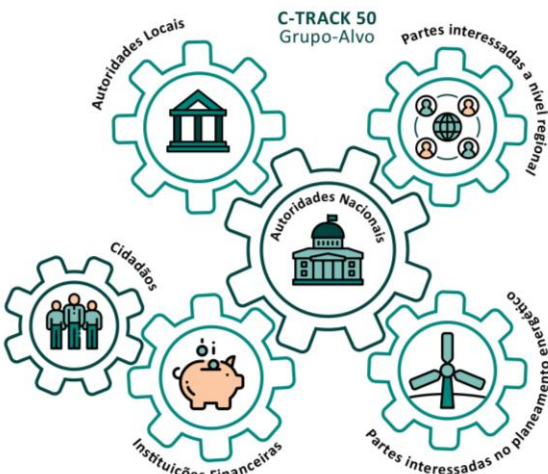 C-TRACK 50
Grupo-Alvo
Autoridades Locais
Partes interessadas a nível regional
Autoridades Nacionais
Cidadãos
Instituições Financeiras
Partes interessadas no planeamento energético